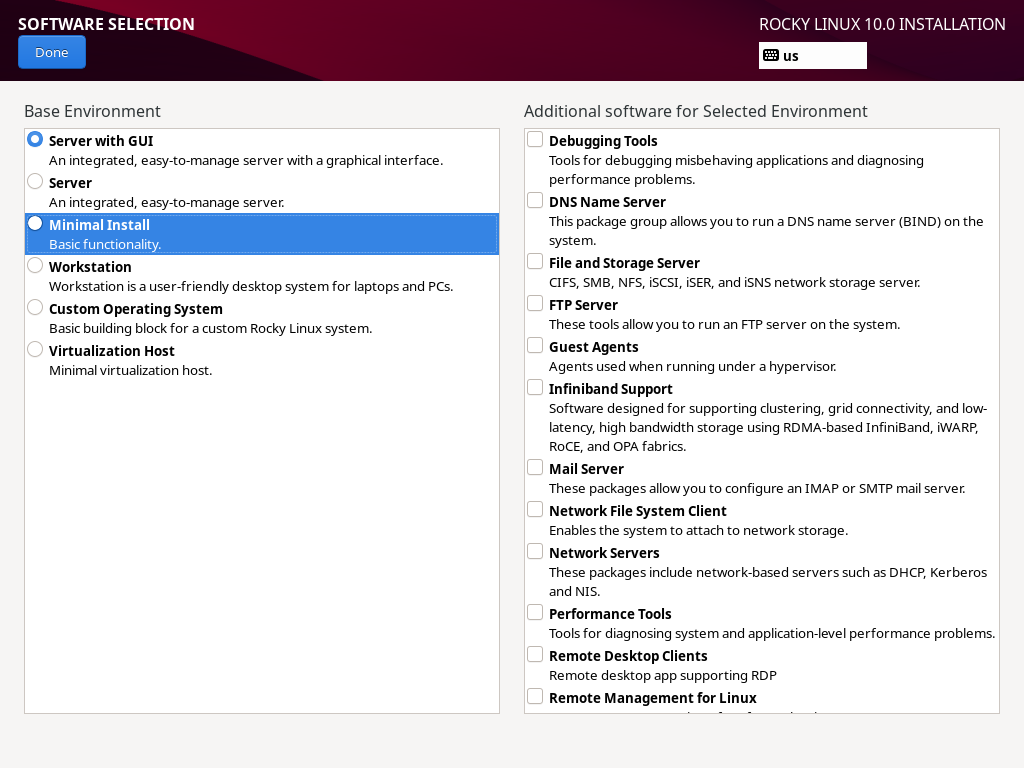 SOFTWARE SELECTION
Done
ROCKY LINUX 10.0 INSTALLATION
us
Base Environment
Server with GUI
An integrated, easy-to-manage server with a graphical interface.
Server
An integrated, easy-to-manage server.
Minimal Install
Basic functionality.
Workstation
Workstation is a user-friendly desktop system for laptops and PCs.
Custom Operating System
Basic building block for a custom Rocky Linux system.
Virtualization Host
Minimal virtualization host.
Additional software for Selected Environment
Debugging Tools
Tools for debugging misbehaving applications and diagnosing
performance problems.
DNS Name Server
This package group allows you to run a DNS name server (BIND) on the
system.
File and Storage Server
CIFS, SMB, NFS, iSCSI, iSER, and iSNS network storage server.
FTP Server
These tools allow you to run an FTP server on the system.
Guest Agents
Agents used when running under a hypervisor.
Infiniband Support
Software designed for supporting clustering, grid connectivity, and low-
latency, high bandwidth storage using RDMA-based InfiniBand, iWARP,
RoCE, and OPA fabrics.
Mail Server
These packages allow you to configure an IMAP or SMTP mail server.
Network File System Client
Enables the system to attach to network storage.
Network Servers
These packages include network-based servers such as DHCP, Kerberos
and NIS.
Performance Tools
Tools for diagnosing system and application-level performance problems.
Remote Desktop Clients
Remote desktop app supporting RDP
Remote Management for Linux